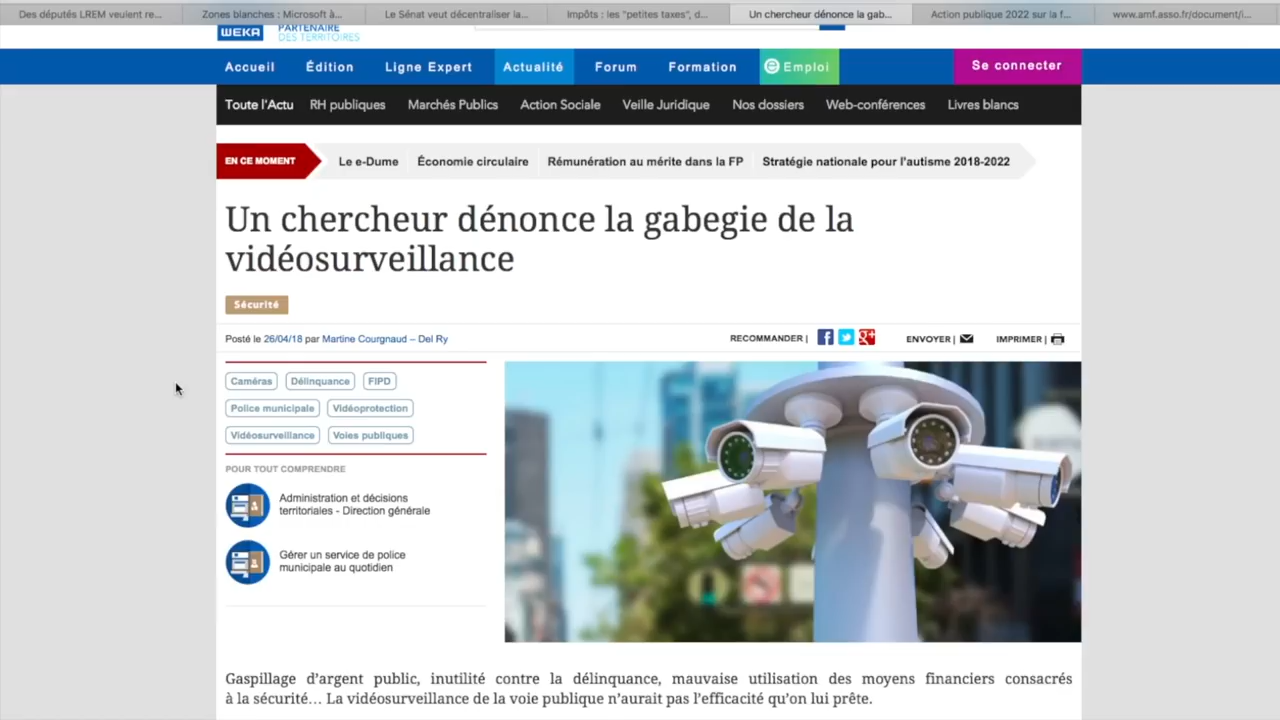 Des députés LREM veulent re...
Zones blanches : Microsoft à...
Le Sénat veut décentraliser la...
Impôts : les "petites taxes", d...
Un chercheur dénonce la gab...
Action publique 2022 sur la f...
www.amf.asso.fr/document/i...
WEKA
PARTENAIRE
DES TERRITOIRES
Accueil
Édition
Ligne Expert
Actualité
Forum
Formation
e Emploi
Se connecter
Toute l'Actu
RH publiques
Marchés Publics
Action Sociale
Veille Juridique
Nos dossiers
Web-conférences
Livres blancs
EN CE MOMENT
Le e-Dume
Économie circulaire
Rémunération au mérite dans la FP
Stratégie nationale pour l'autisme 2018-2022
Un chercheur dénonce la gabegie de la
vidéosurveillance
Sécurité
Posté le 26/04/18 par Martine Courgnaud – Del Ry
RECOMMANDER |
ENVOYER |
IMPRIMER |
Caméras
Délinquance
FIPD
Police municipale
Vidéoprotection
Vidéosurveillance
Voies publiques
POUR TOUT COMPRENDRE
Administration et décisions
territoriales - Direction générale
Gérer un service de police
municipale au quotidien
Gaspillage d'argent public, inutilité contre la délinquance, mauvaise utilisation des moyens financiers consacrés
à la sécurité… La vidéosurveillance de la voie publique n'aurait pas l'efficacité qu'on lui prête.